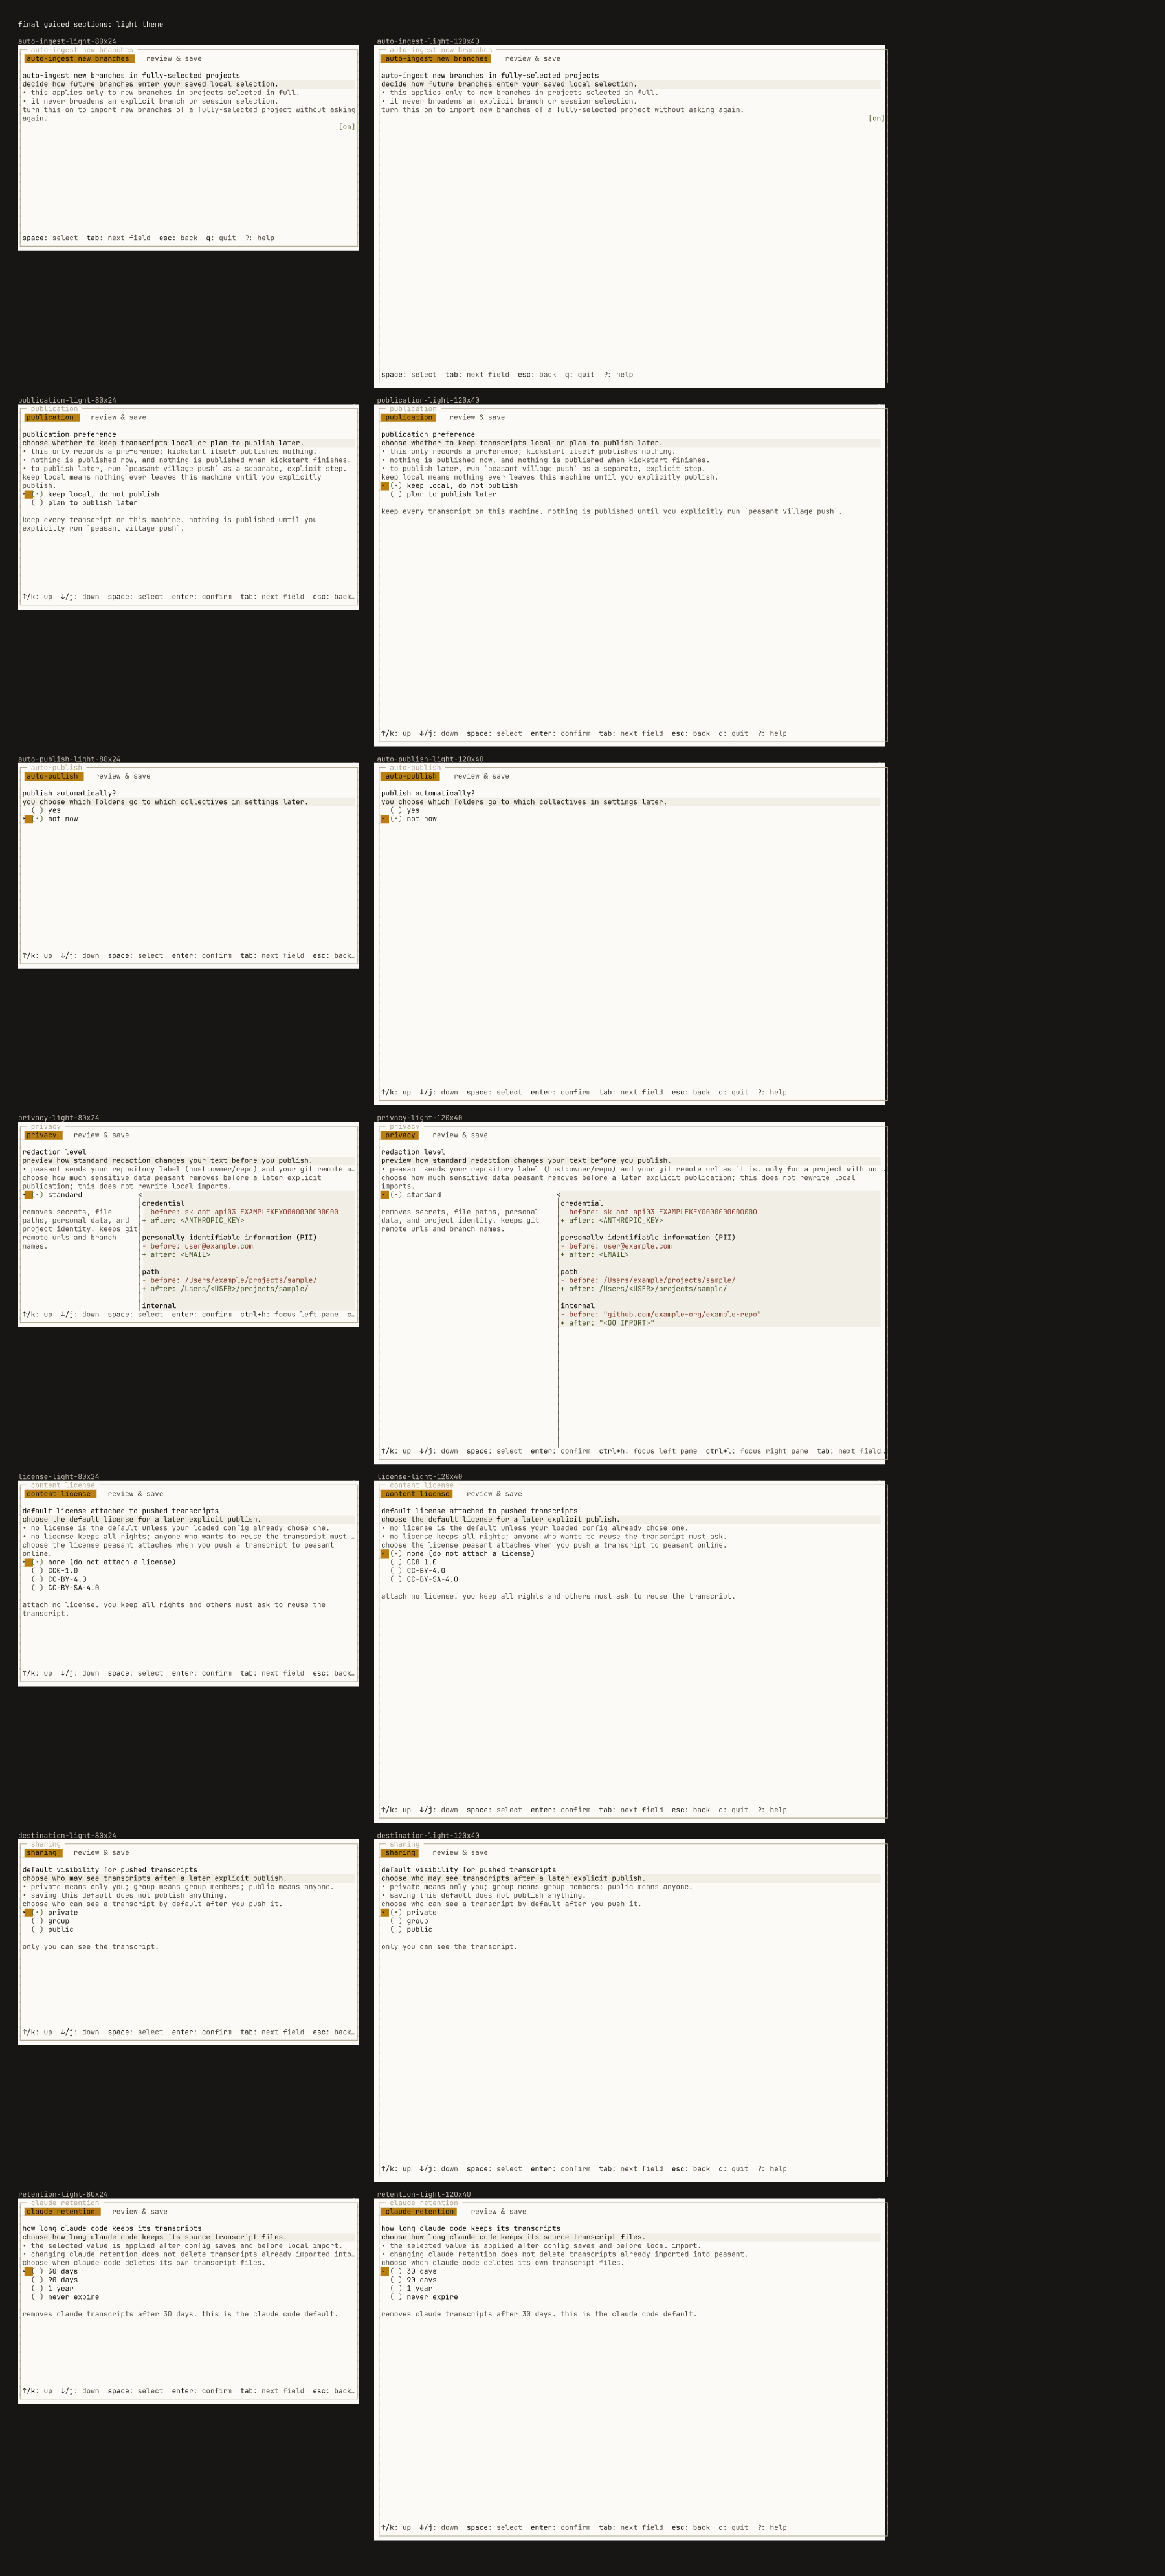 final guided sections: light theme
auto-ingest-light-80x24
auto-ingest new branches
auto-ingest new branches review & save
auto-ingest new branches in fully-selected projects
decide how future branches enter your saved local selection.
• this applies only to new branches in projects selected in full.
• it never broadens an explicit branch or session selection.
turn this on to import new branches of a fully-selected project without asking
again.
[on]
space: select tab: next field esc: back q: quit ?: help
auto-ingest-light-120x40
auto-ingest new branches
auto-ingest new branches review & save
auto-ingest new branches in fully-selected projects
decide how future branches enter your saved local selection.
• this applies only to new branches in projects selected in full.
• it never broadens an explicit branch or session selection.
turn this on to import new branches of a fully-selected project without asking again.
[on]
space: select tab: next field esc: back q: quit ?: help
publication-light-80x24
publication
publication review & save
publication preference
choose whether to keep transcripts local or plan to publish later.
• this only records a preference; kickstart itself publishes nothing.
• nothing is published now, and nothing is published when kickstart finishes.
• to publish later, run `peasant village push` as a separate, explicit step.
keep local means nothing ever leaves this machine until you explicitly
publish.
(•) keep local, do not publish
( ) plan to publish later
keep every transcript on this machine. nothing is published until you
explicitly run `peasant village push`.
↑/k: up ↓/j: down space: select enter: confirm tab: next field esc: back…
publication-light-120x40
publication
publication review & save
publication preference
choose whether to keep transcripts local or plan to publish later.
• this only records a preference; kickstart itself publishes nothing.
• nothing is published now, and nothing is published when kickstart finishes.
• to publish later, run `peasant village push` as a separate, explicit step.
keep local means nothing ever leaves this machine until you explicitly publish.
(•) keep local, do not publish
( ) plan to publish later
keep every transcript on this machine. nothing is published until you explicitly run `peasant village push`.
↑/k: up ↓/j: down space: select enter: confirm tab: next field esc: back q: quit ?: help
auto-publish-light-80x24
auto-publish
auto-publish review & save
publish automatically?
you choose which folders go to which collectives in settings later.
( ) yes
(•) not now
↑/k: up ↓/j: down space: select enter: confirm tab: next field esc: back…
auto-publish-light-120x40
auto-publish
auto-publish review & save
publish automatically?
you choose which folders go to which collectives in settings later.
( ) yes
(•) not now
↑/k: up ↓/j: down space: select enter: confirm tab: next field esc: back q: quit ?: help
privacy-light-80x24
privacy
privacy review & save
redaction level
preview how standard redaction changes your text before you publish.
• peasant sends your repository label (host:owner/repo) and your git remote u…
choose how much sensitive data peasant removes before a later explicit
publication; this does not rewrite local imports.
(•) standard <
removes secrets, file
paths, personal data, and
project identity. keeps git
remote urls and branch
names.
credential
- before: sk-ant-api03-EXAMPLEKEY0000000000000
+ after: <ANTHROPIC_KEY>
personally identifiable information (PII)
- before: user@example.com
+ after: <EMAIL>
path
- before: /Users/example/projects/sample/
+ after: /Users/<USER>/projects/sample/
internal
↑/k: up ↓/j: down space: select enter: confirm ctrl+h: focus left pane c…
privacy-light-120x40
privacy
privacy review & save
redaction level
preview how standard redaction changes your text before you publish.
• peasant sends your repository label (host:owner/repo) and your git remote url as it is. only for a project with no …
choose how much sensitive data peasant removes before a later explicit publication; this does not rewrite local
imports.
(•) standard <
removes secrets, file paths, personal
data, and project identity. keeps git
remote urls and branch names.
credential
- before: sk-ant-api03-EXAMPLEKEY0000000000000
+ after: <ANTHROPIC_KEY>
personally identifiable information (PII)
- before: user@example.com
+ after: <EMAIL>
path
- before: /Users/example/projects/sample/
+ after: /Users/<USER>/projects/sample/
internal
- before: "github.com/example-org/example-repo"
+ after: "<GO_IMPORT>"
↑/k: up ↓/j: down space: select enter: confirm ctrl+h: focus left pane ctrl+l: focus right pane tab: next field…
license-light-80x24
content license
content license review & save
default license attached to pushed transcripts
choose the default license for a later explicit publish.
• no license is the default unless your loaded config already chose one.
• no license keeps all rights; anyone who wants to reuse the transcript must …
choose the license peasant attaches when you push a transcript to peasant
online.
(•) none (do not attach a license)
( ) CC0-1.0
( ) CC-BY-4.0
( ) CC-BY-SA-4.0
attach no license. you keep all rights and others must ask to reuse the
transcript.
↑/k: up ↓/j: down space: select enter: confirm tab: next field esc: back…
license-light-120x40
content license
content license review & save
default license attached to pushed transcripts
choose the default license for a later explicit publish.
• no license is the default unless your loaded config already chose one.
• no license keeps all rights; anyone who wants to reuse the transcript must ask.
choose the license peasant attaches when you push a transcript to peasant online.
(•) none (do not attach a license)
( ) CC0-1.0
( ) CC-BY-4.0
( ) CC-BY-SA-4.0
attach no license. you keep all rights and others must ask to reuse the transcript.
↑/k: up ↓/j: down space: select enter: confirm tab: next field esc: back q: quit ?: help
destination-light-80x24
sharing
sharing review & save
default visibility for pushed transcripts
choose who may see transcripts after a later explicit publish.
• private means only you; group means group members; public means anyone.
• saving this default does not publish anything.
choose who can see a transcript by default after you push it.
(•) private
( ) group
( ) public
only you can see the transcript.
↑/k: up ↓/j: down space: select enter: confirm tab: next field esc: back…
destination-light-120x40
sharing
sharing review & save
default visibility for pushed transcripts
choose who may see transcripts after a later explicit publish.
• private means only you; group means group members; public means anyone.
• saving this default does not publish anything.
choose who can see a transcript by default after you push it.
(•) private
( ) group
( ) public
only you can see the transcript.
↑/k: up ↓/j: down space: select enter: confirm tab: next field esc: back q: quit ?: help
retention-light-80x24
claude retention
claude retention review & save
how long claude code keeps its transcripts
choose how long claude code keeps its source transcript files.
• the selected value is applied after config saves and before local import.
• changing claude retention does not delete transcripts already imported into…
choose when claude code deletes its own transcript files.
( ) 30 days
( ) 90 days
( ) 1 year
( ) never expire
removes claude transcripts after 30 days. this is the claude code default.
↑/k: up ↓/j: down space: select enter: confirm tab: next field esc: back…
retention-light-120x40
claude retention
claude retention review & save
how long claude code keeps its transcripts
choose how long claude code keeps its source transcript files.
• the selected value is applied after config saves and before local import.
• changing claude retention does not delete transcripts already imported into peasant.
choose when claude code deletes its own transcript files.
( ) 30 days
( ) 90 days
( ) 1 year
( ) never expire
removes claude transcripts after 30 days. this is the claude code default.
↑/k: up ↓/j: down space: select enter: confirm tab: next field esc: back q: quit ?: help